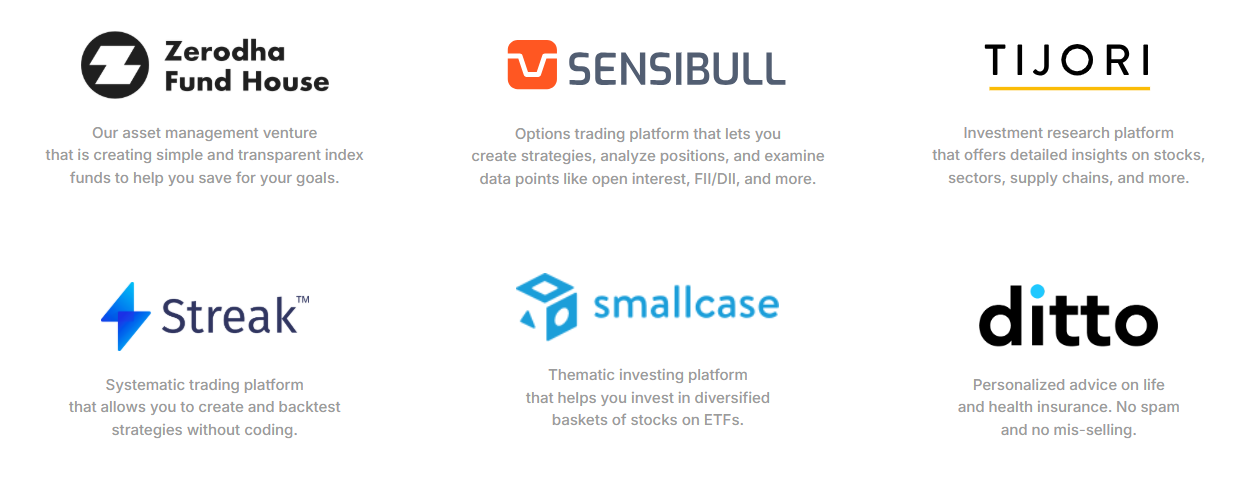 Zerodha
Fund House
Our asset management venture
that is creating simple and transparent index
funds to help you save for your goals.
SENSIBULL
Options trading platform that lets you
create strategies, analyze positions, and examine
data points like open interest, FII/DII, and more.
TIJORI
Investment research platform
that offers detailed insights on stocks,
sectors, supply chains, and more.
Streak™
Systematic trading platform
that allows you to create and backtest
strategies without coding.
smallcase
Thematic investing platform
that helps you invest in diversified
baskets of stocks on ETFs.
ditto
Personalized advice on life
and health insurance. No spam
and no mis-selling.